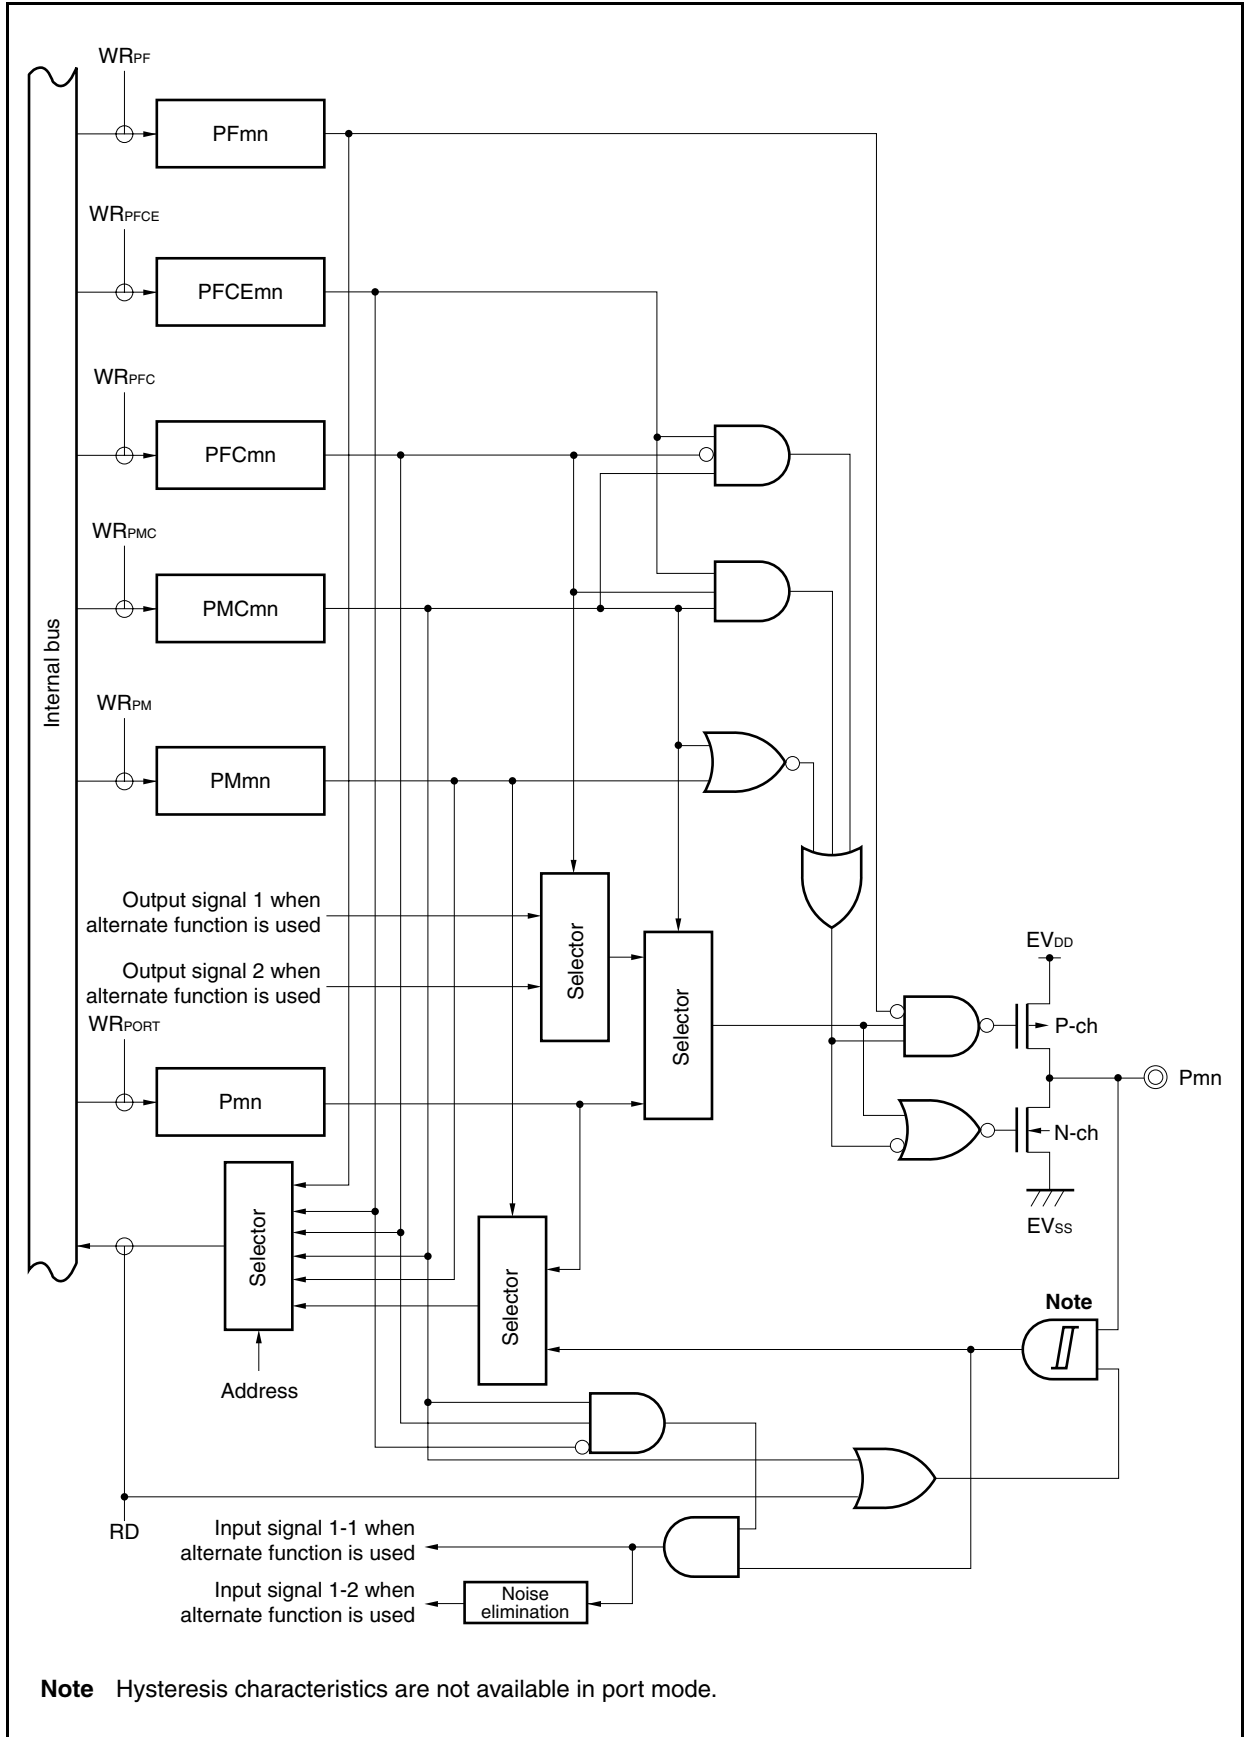 WRPF
PFmn
WRPFCE
PFCEmn
WRPFC
PFCmn
WRPMC
PMCmn
Internal bus
WRPM
PMmn
Output signal 1 when
alternate function is used
Output signal 2 when
alternate function is used
Selector
Selector
WRPORT
Pmn
EVDD
P-ch
Pmn
N-ch
EVSS
Selector
Selector
Address
Note
RD
Input signal 1-1 when
alternate function is used
Input signal 1-2 when
alternate function is used
Noise
elimination
Note Hysteresis characteristics are not available in port mode.